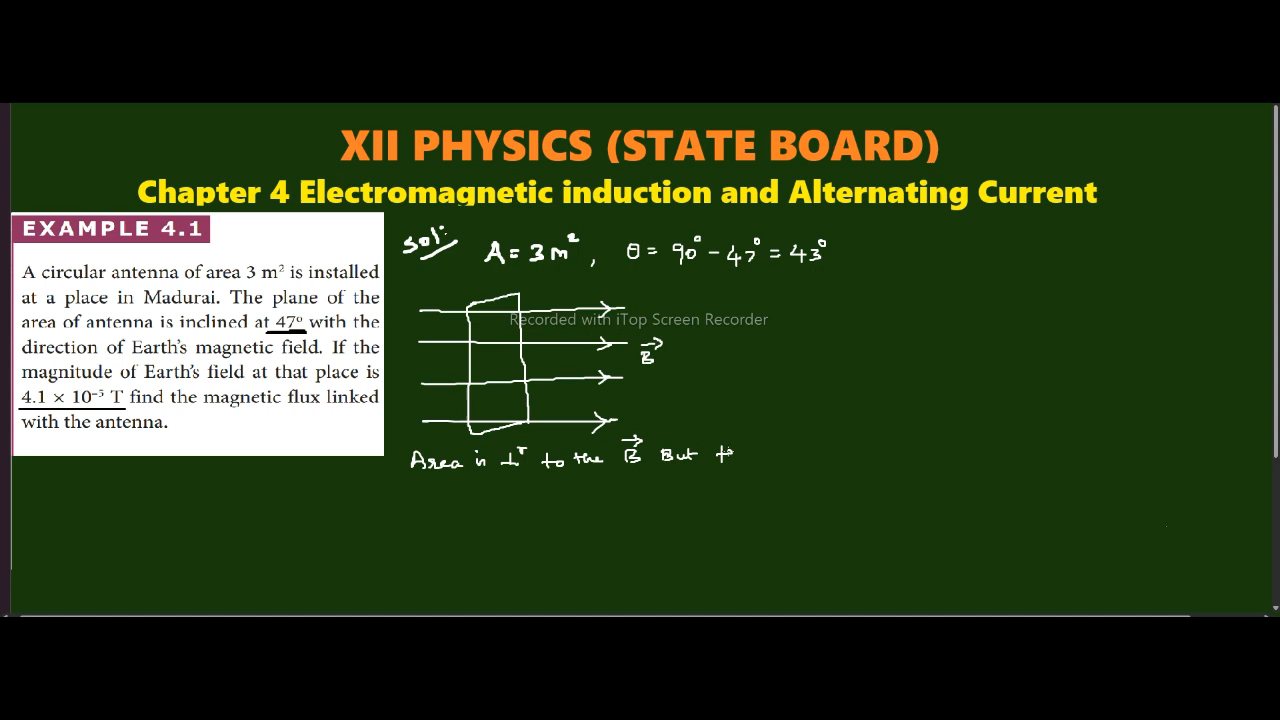 XII PHYSICS (STATE BOARD)
Chapter 4 Electromagnetic induction and Alternating Current
EXAMPLE 4.1
A circular antenna of area 3 m² is installed
at a place in Madurai. The plane of the
area of antenna is inclined at 47º with the
direction of Earth's magnetic field. If the
magnitude of Earth's field at that place is
4.1 × 10⁻⁵ T find the magnetic flux linked
with the antenna.
Sol:
A = 3 m², θ = 90° - 47° = 43°
Recorded with iTop Screen Recorder
B⃗
Area is ⊥r to the B⃗ But